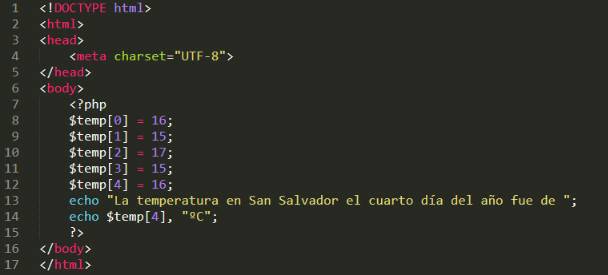 1 <!DOCTYPE html>
2 <html>
3 <head>
4 <meta charset="UTF-8">
5 </head>
6 <body>
7 <?php
8 $temp[0] = 16;
9 $temp[1] = 15;
10 $temp[2] = 17;
11 $temp[3] = 15;
12 $temp[4] = 16;
13 echo "La temperatura en San Salvador el cuarto día del año fue de ";
14 echo $temp[4], "ºC";
15 ?>
16 </body>
17 </html>